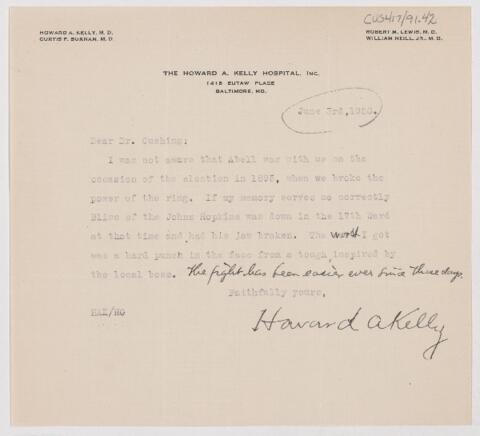 CUS417/91.42
HOWARD A. KELLY, M. D.
CURTIS F. BURNAM, M. D.
ROBERT M. LEWIS, M. D.
WILLIAM NEILL, JR., M. D.
THE HOWARD A. KELLY HOSPITAL, INC.
1418 EUTAW PLACE
BALTIMORE, MD.
June 3rd, 1930.
Dear Dr. Cushing;
I was not aware that Abell was with us on the
occasion of the election in 1895, when we broke the
power of the ring. If my memory serves me correctly
Bliss of the Johns Hopkins was down in the 17th Ward
at that time and had his jaw broken. The worst I got
was a hard punch in the face from a tough inspired by
the local boss. The fight has been easier ever since those days.
Faithfully yours,
HAK/HG
Howard A Kelly